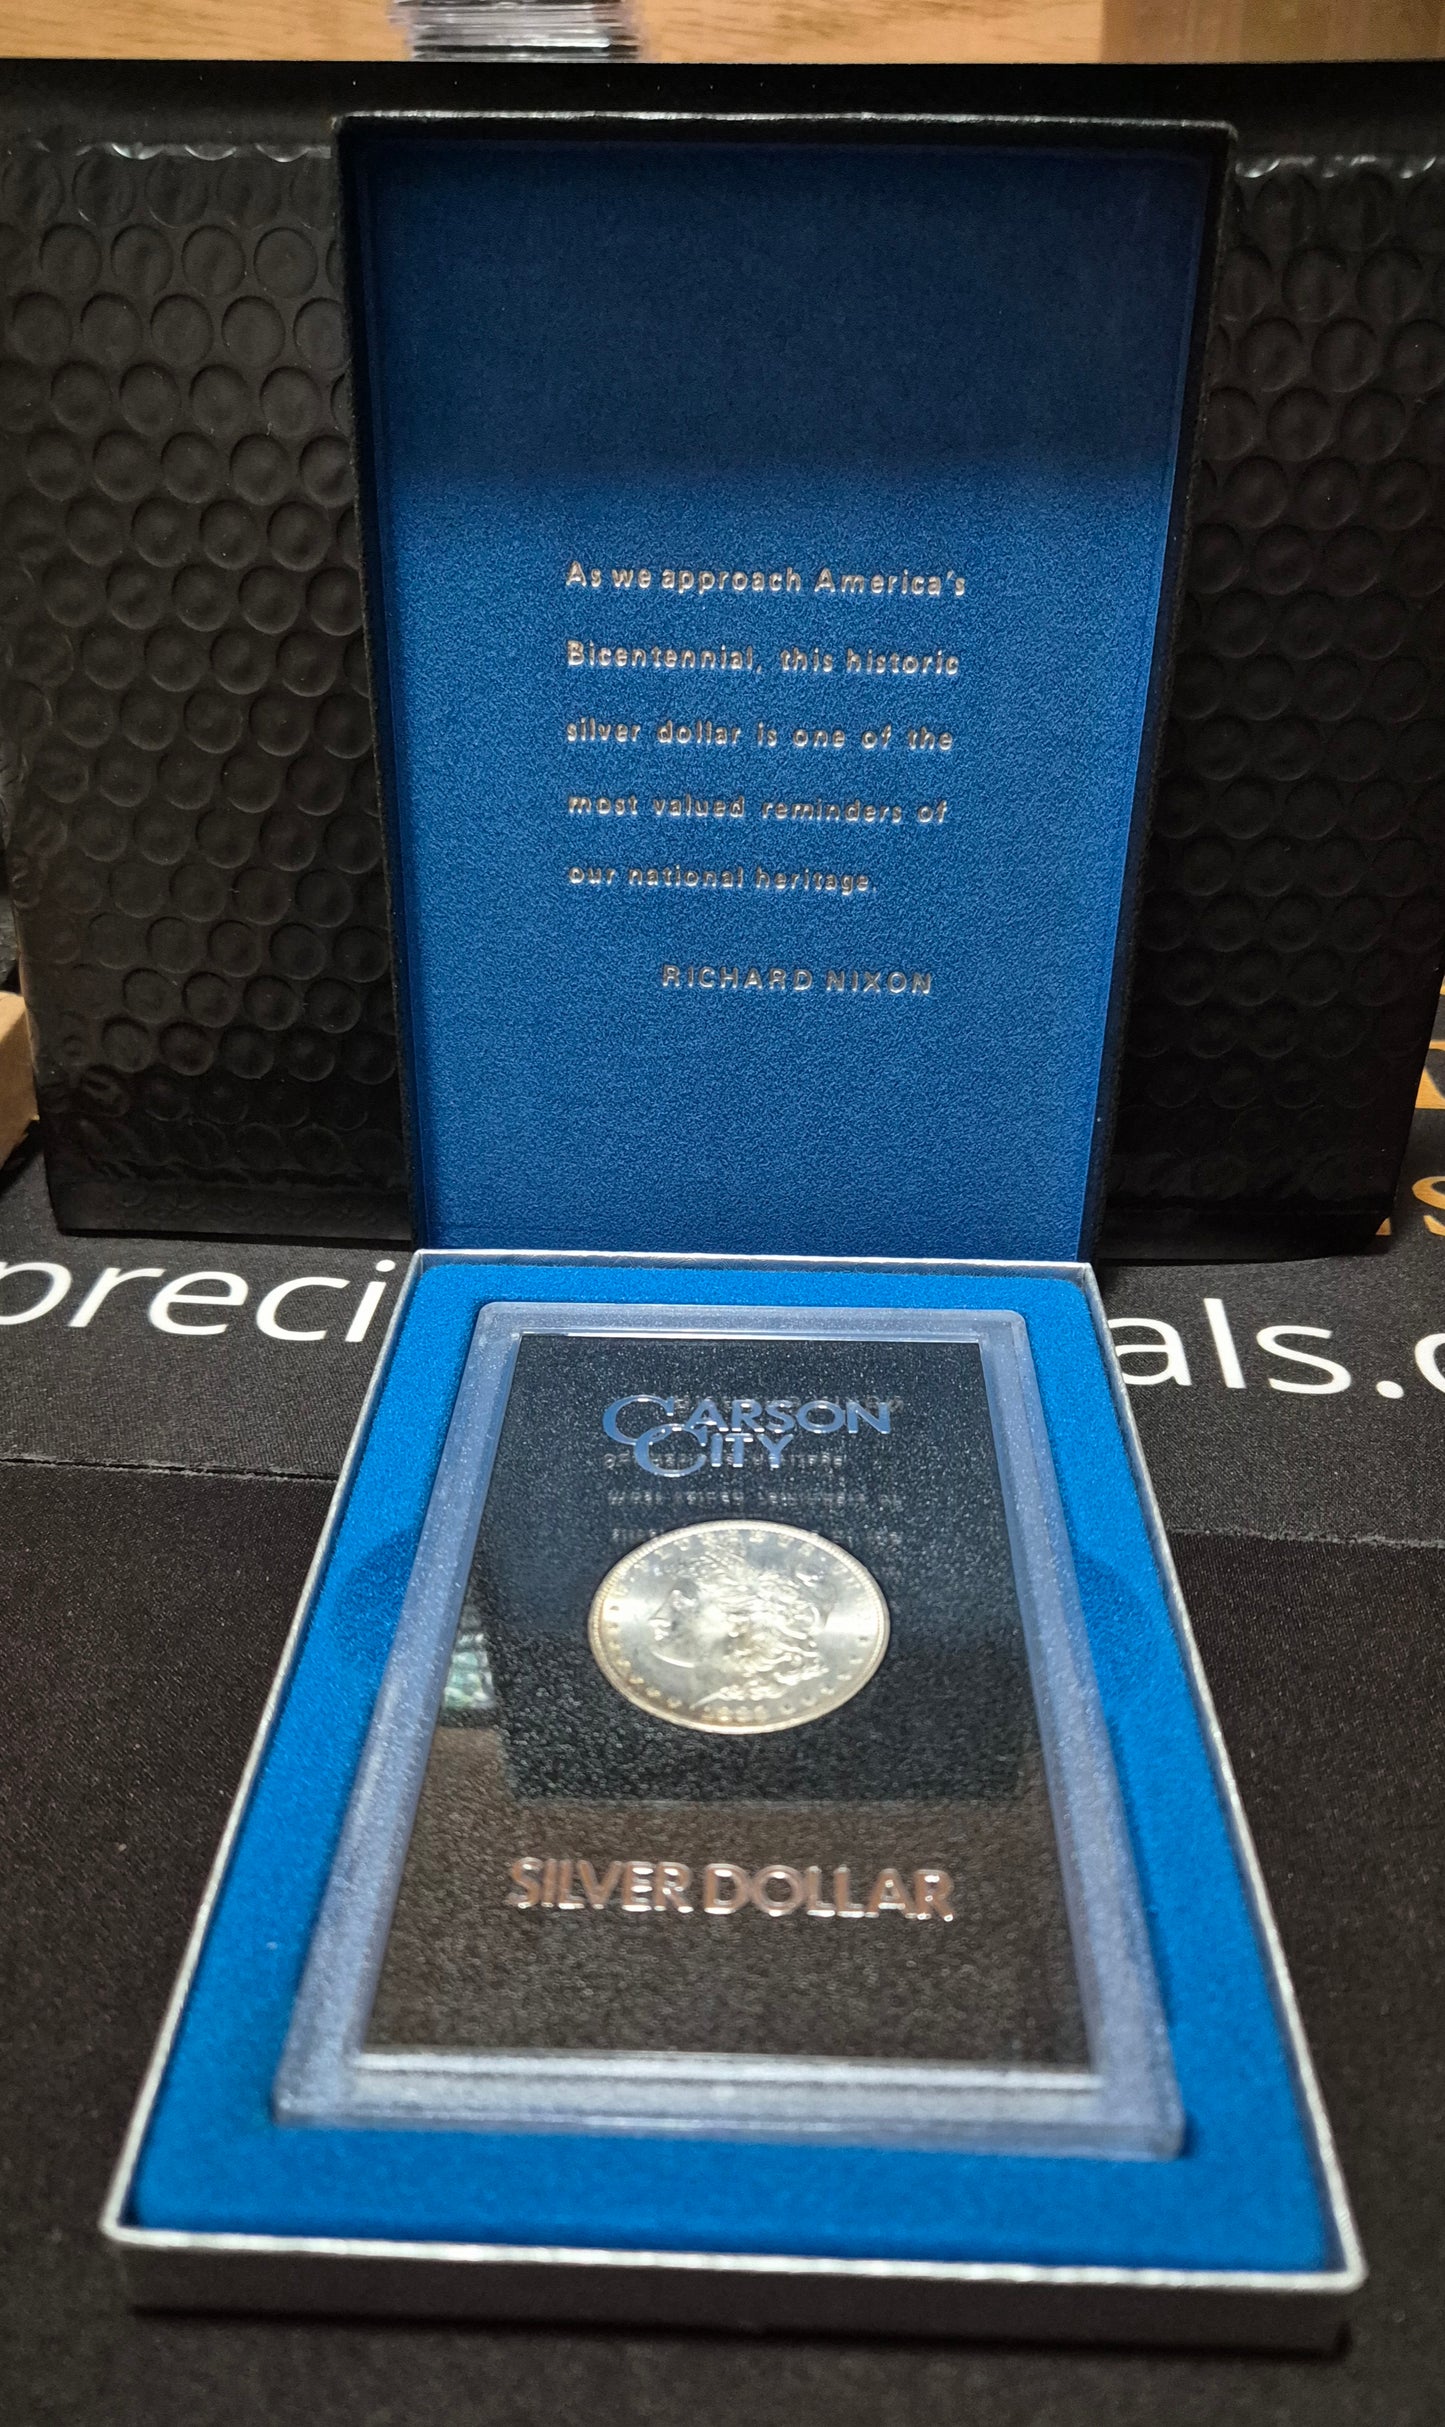 As we approach America's
Bicentennial, this historic
silver dollar is one of the
most valued reminders of
our national heritage.
RICHARD NIXON
preci
als.c
CARSON
CITY
SILVER DOLLAR